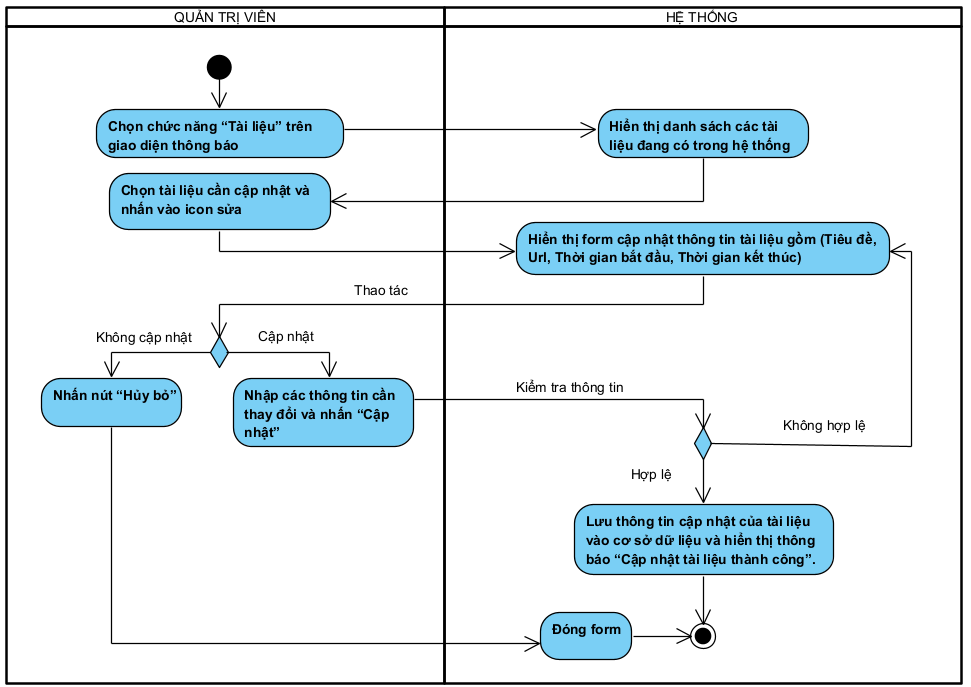 QUẢN TRỊ VIÊN
HỆ THỐNG
Chọn chức năng “Tài liệu” trên
giao diện thông báo
Hiển thị danh sách các tài
liệu đang có trong hệ thống
Chọn tài liệu cần cập nhật và
nhấn vào icon sửa
Hiển thị form cập nhật thông tin tài liệu gồm (Tiêu đề,
Url, Thời gian bắt đầu, Thời gian kết thúc)
Thao tác
Không cập nhật
Cập nhật
Nhấn nút “Hủy bỏ”
Nhập các thông tin cần
thay đổi và nhấn “Cập
nhật”
Kiểm tra thông tin
Không hợp lệ
Hợp lệ
Lưu thông tin cập nhật của tài liệu
vào cơ sở dữ liệu và hiển thị thông
báo “Cập nhật tài liệu thành công”.
Đóng form